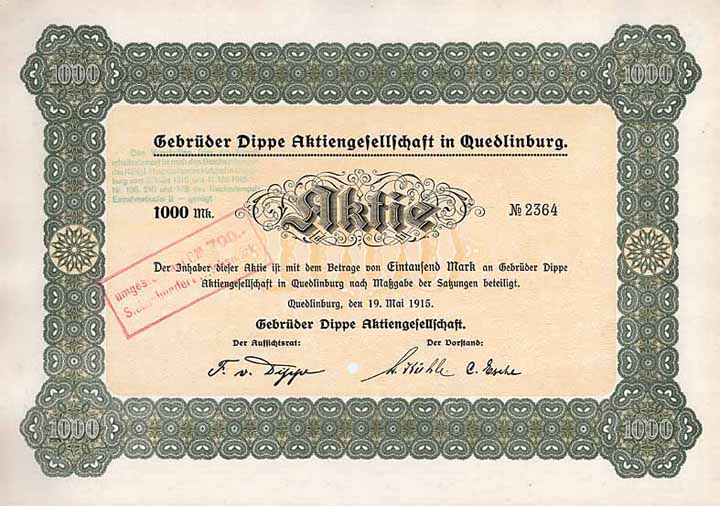 1000 1000
Gebrüder Dippe Aktiengesellschaft in Quedlinburg.
1000 Mk. Aktie № 2364
Der Inhaber dieser Aktie ist mit dem Betrage von Eintausend Mark an Gebrüder Dippe
Aktiengesellschaft in Quedlinburg nach Maßgabe der Satzungen beteiligt.
Quedlinburg, den 19. Mai 1915.
Gebrüder Dippe Aktiengesellschaft.
Der Aufsichtsrat: Der Vorstand:
F. v. Dippe C. Esche
1000 1000